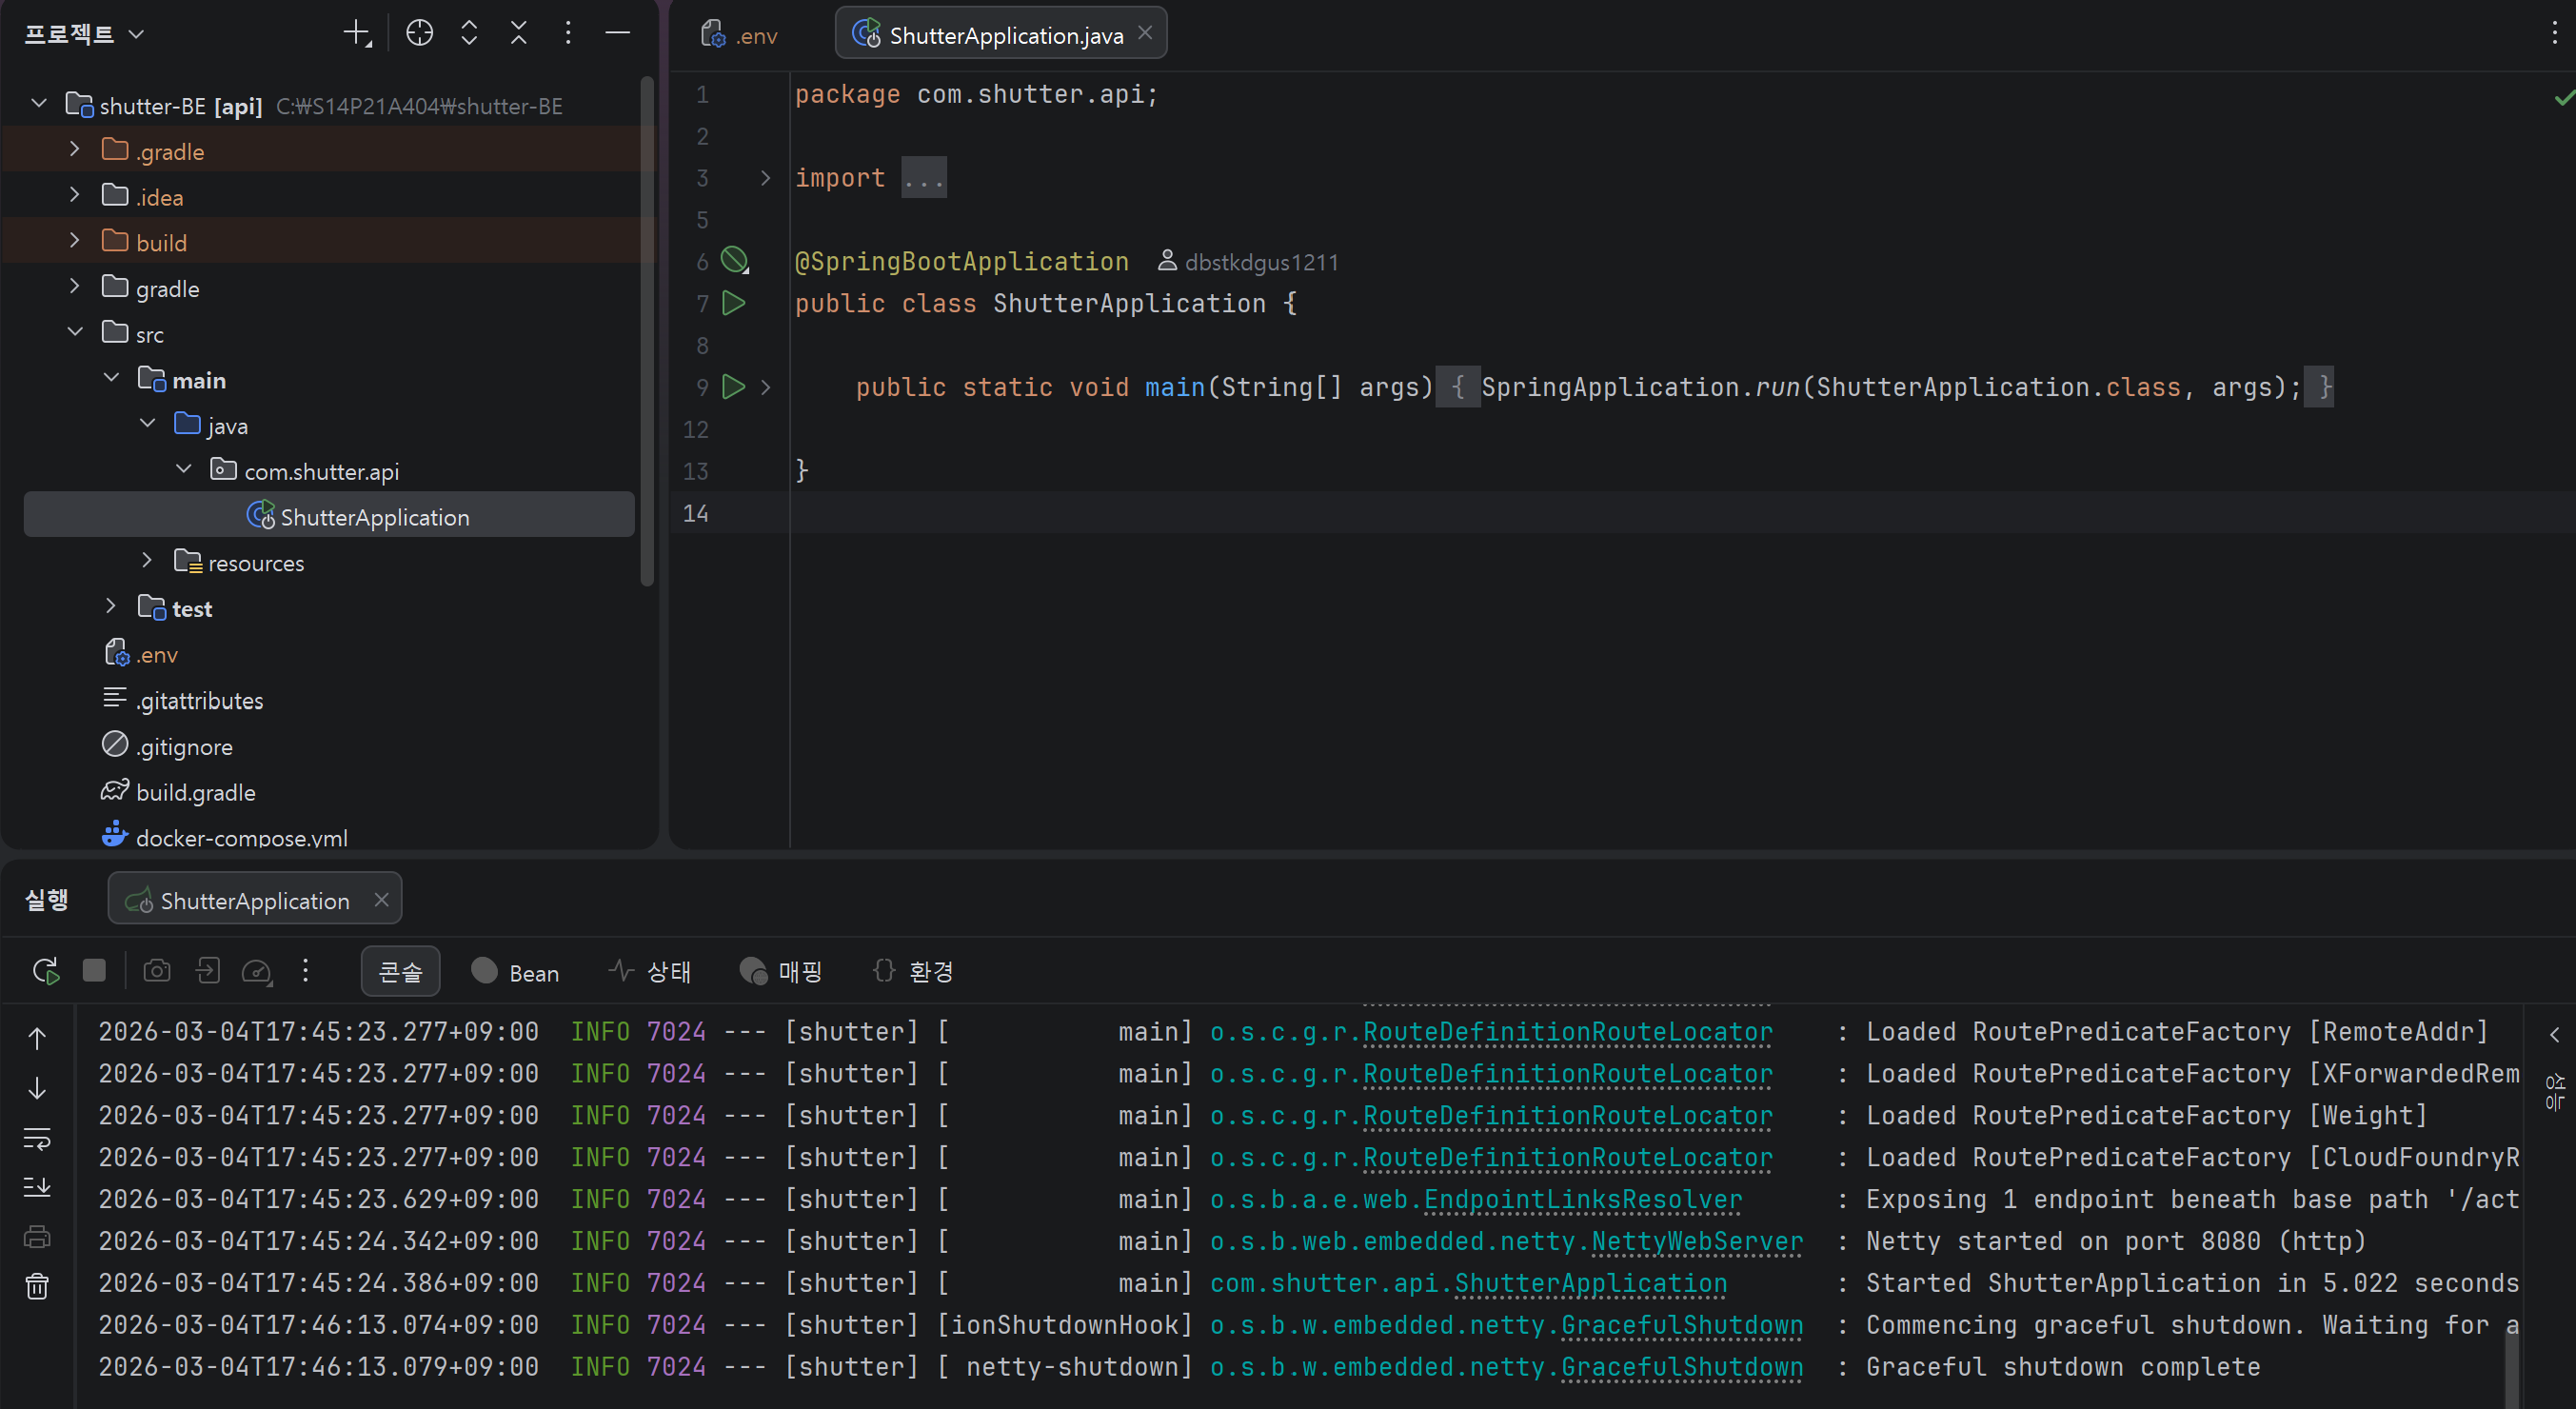 프로젝트
shutter-BE [api] C:\S14P21A404\shutter-BE
.gradle
.idea
build
gradle
src
main
java
com.shutter.api
ShutterApplication
resources
test
.env
.gitattributes
.gitignore
build.gradle
docker-compose.yml
.env
ShutterApplication.java
1 package com.shutter.api;
2
3 import ...
5
6 @SpringBootApplication dbstkdgus1211
7 public class ShutterApplication {
8
9 public static void main(String[] args) { SpringApplication.run(ShutterApplication.class, args); }
12
13 }
14
실행
ShutterApplication
콘솔 Bean 상태 매핑 환경
2026-03-04T17:45:23.277+09:00 INFO 7024 --- [shutter] [ main] o.s.c.g.r.RouteDefinitionRouteLocator : Loaded RoutePredicateFactory [RemoteAddr]
2026-03-04T17:45:23.277+09:00 INFO 7024 --- [shutter] [ main] o.s.c.g.r.RouteDefinitionRouteLocator : Loaded RoutePredicateFactory [XForwardedRem
2026-03-04T17:45:23.277+09:00 INFO 7024 --- [shutter] [ main] o.s.c.g.r.RouteDefinitionRouteLocator : Loaded RoutePredicateFactory [Weight]
2026-03-04T17:45:23.277+09:00 INFO 7024 --- [shutter] [ main] o.s.c.g.r.RouteDefinitionRouteLocator : Loaded RoutePredicateFactory [CloudFoundryR
2026-03-04T17:45:23.629+09:00 INFO 7024 --- [shutter] [ main] o.s.b.a.e.web.EndpointLinksResolver : Exposing 1 endpoint beneath base path '/act
2026-03-04T17:45:24.342+09:00 INFO 7024 --- [shutter] [ main] o.s.b.web.embedded.netty.NettyWebServer : Netty started on port 8080 (http)
2026-03-04T17:45:24.386+09:00 INFO 7024 --- [shutter] [ main] com.shutter.api.ShutterApplication : Started ShutterApplication in 5.022 seconds
2026-03-04T17:46:13.074+09:00 INFO 7024 --- [shutter] [ionShutdownHook] o.s.b.w.embedded.netty.GracefulShutdown : Commencing graceful shutdown. Waiting for a
2026-03-04T17:46:13.079+09:00 INFO 7024 --- [shutter] [ netty-shutdown] o.s.b.w.embedded.netty.GracefulShutdown : Graceful shutdown complete